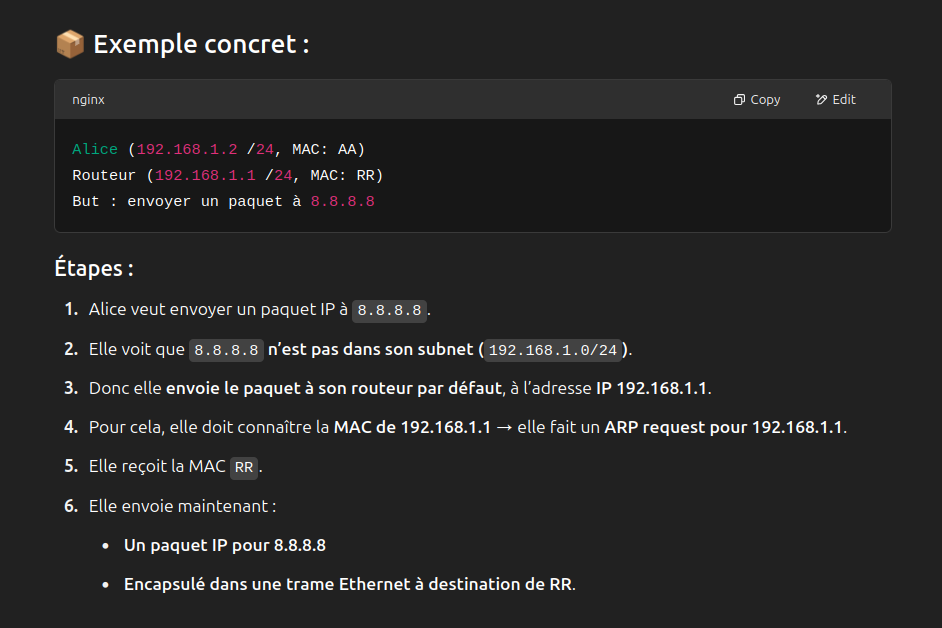 📦 Exemple concret :
nginx
Copy
Edit
Alice (192.168.1.2 /24, MAC: AA)
Routeur (192.168.1.1 /24, MAC: RR)
But : envoyer un paquet à 8.8.8.8
Étapes :
1. Alice veut envoyer un paquet IP à 8.8.8.8.
2. Elle voit que 8.8.8.8 n’est pas dans son subnet (192.168.1.0/24).
3. Donc elle envoie le paquet à son routeur par défaut, à l’adresse IP 192.168.1.1.
4. Pour cela, elle doit connaître la MAC de 192.168.1.1 → elle fait un ARP request pour 192.168.1.1.
5. Elle reçoit la MAC RR.
6. Elle envoie maintenant :
• Un paquet IP pour 8.8.8.8
• Encapsulé dans une trame Ethernet à destination de RR.